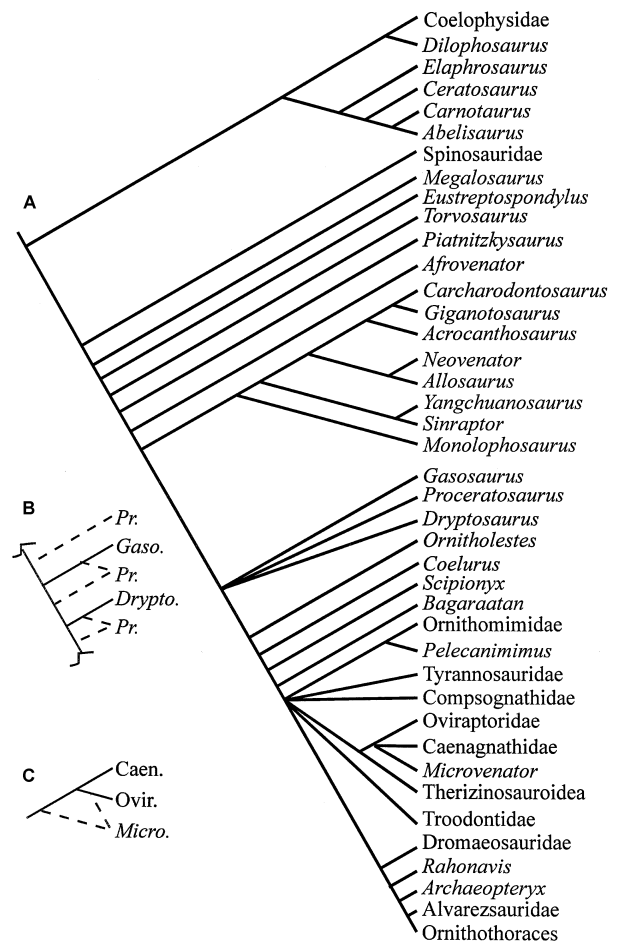 Coelophysidae
Dilophosaurus
Elaphrosaurus
Ceratosaurus
Carnotaurus
Abelisaurus
Spinosauridae
A
Megalosaurus
Eustreptospondylus
Torvosaurus
Piatnitzkysaurus
Afrovenator
Carcharodontosaurus
Giganotosaurus
Acrocanthosaurus
Neovenator
Allosaurus
Yangchuanosaurus
Sinraptor
Monolophosaurus
Gasosaurus
Proceratosaurus
Dryptosaurus
Ornitholestes
Coelurus
Scipionyx
Bagaraatan
Ornithomimidae
Pelecanimimus
Tyrannosauridae
Compsognathidae
Oviraptoridae
Caenagnathidae
Microvenator
Therizinosauroidea
Troodontidae
Dromaeosauridae
Rahonavis
Archaeopteryx
Alvarezsauridae
Ornithothoraces
B
Pr.
Gaso.
Pr.
Drypto.
Pr.
C
Caen.
Ovir.
Micro.